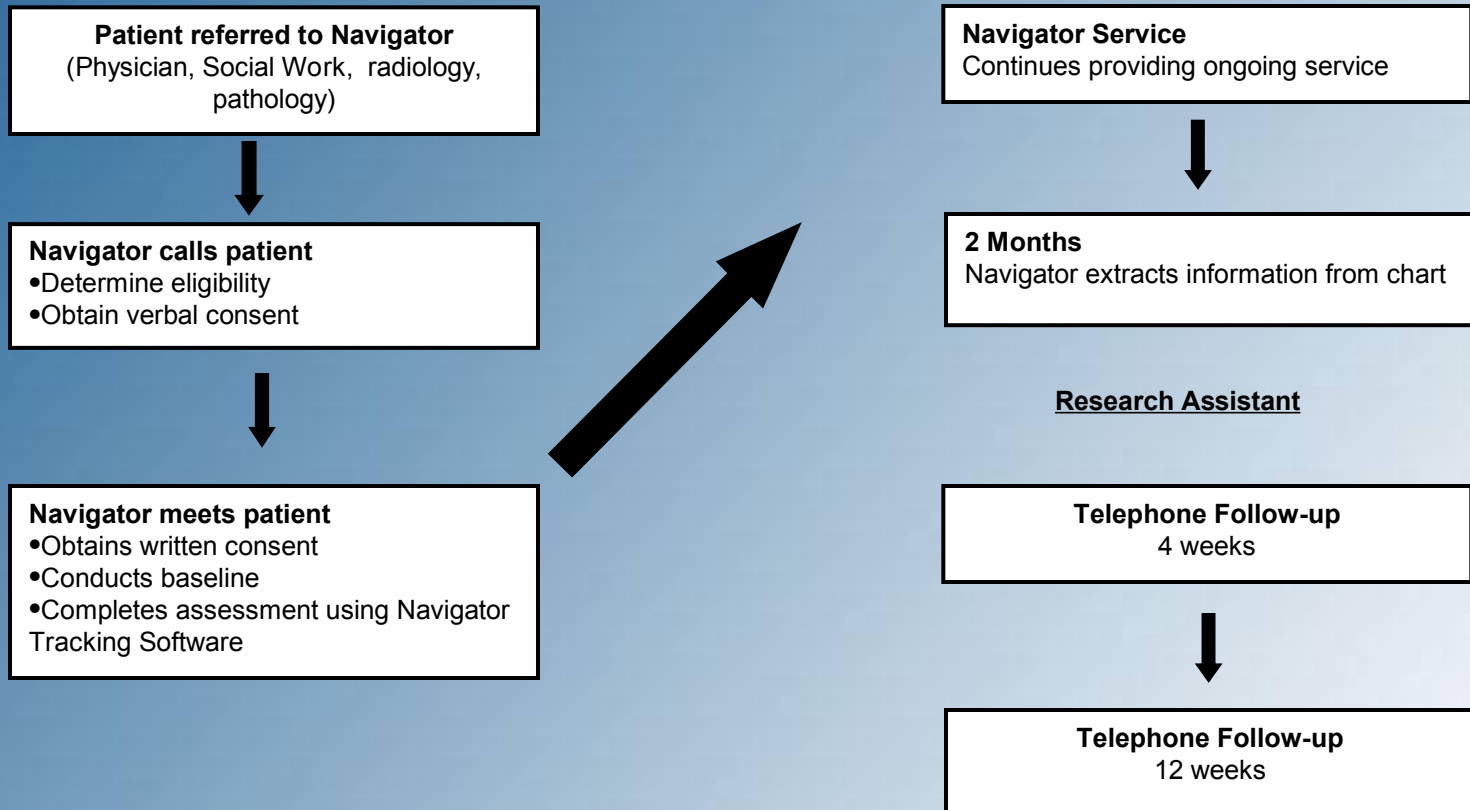 Patient referred to Navigator
(Physician, Social Work, radiology,
pathology)
Navigator calls patient
•Determine eligibility
•Obtain verbal consent
Navigator meets patient
•Obtains written consent
•Conducts baseline
•Completes assessment using Navigator
Tracking Software
Navigator Service
Continues providing ongoing service
2 Months
Navigator extracts information from chart
Research Assistant
Telephone Follow-up
4 weeks
Telephone Follow-up
12 weeks